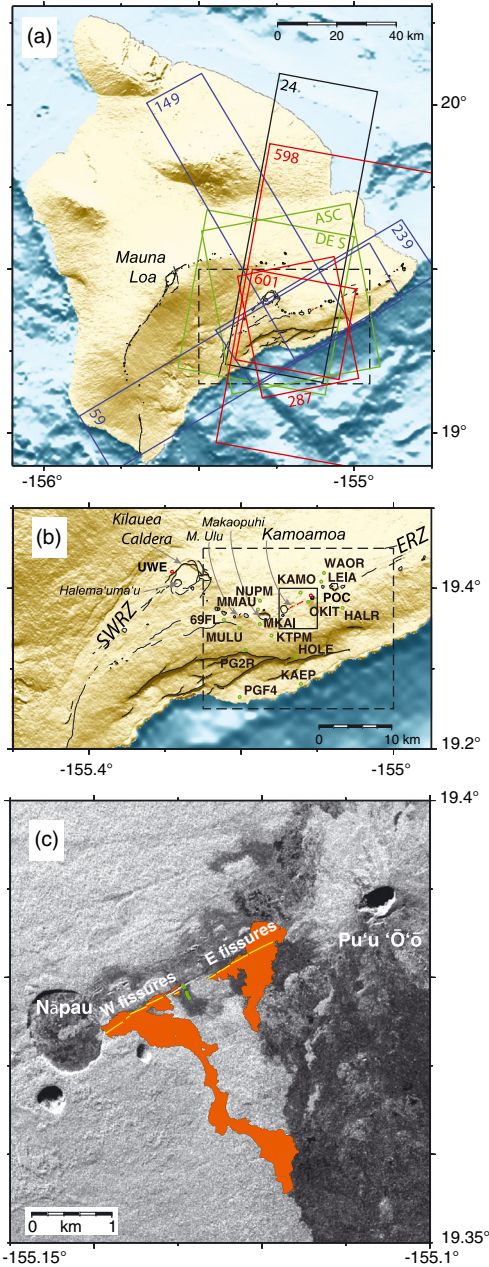 (a)
0 20 40 km
149
24
20°
598
ASC
DES
239
Mauna
Loa
601
59
287
19°
-156°
-155°
(b)
Kilauea
Caldera
Makaopuhi
M. Ulu
Kamoamoa
ERZ
UWE
WAOR
KAMO
LEIA
19.4°
Halema'uma'u
NUPM
POC
MMAU
OKIT
HALR
SWRZ
69FL
MKAI
MULU
KTPM
HOLE
PG2R
KAEP
PGF4
0 10 km
19.2°
-155.4°
-155°
19.4°
(c)
Pu'u 'Ō'ō
E fissures
W fissures
Nāpau
0 km 1
19.35°
-155.15°
-155.1°